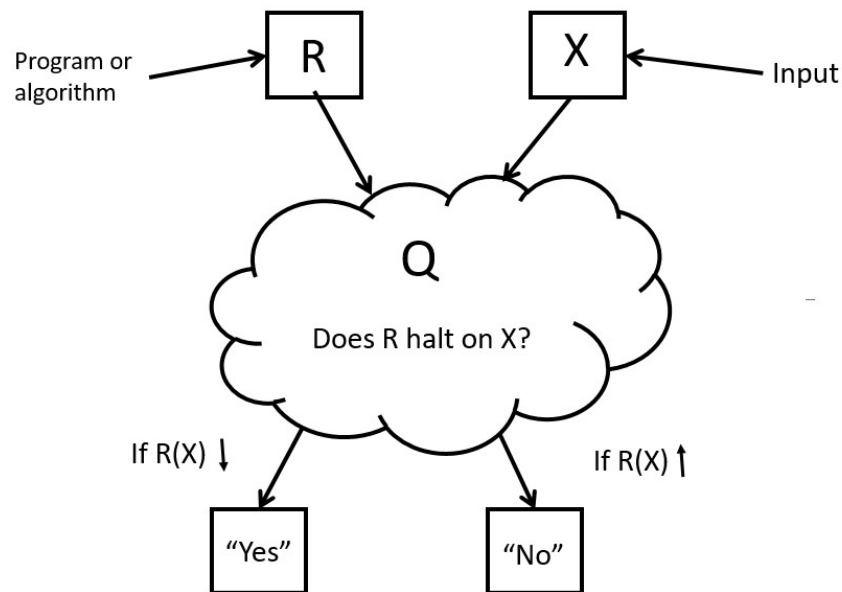 R
X
Program or
algorithm
Input
Q
Does R halt on X?
If R(X) ↓
If R(X) ↑
“Yes”
“No”